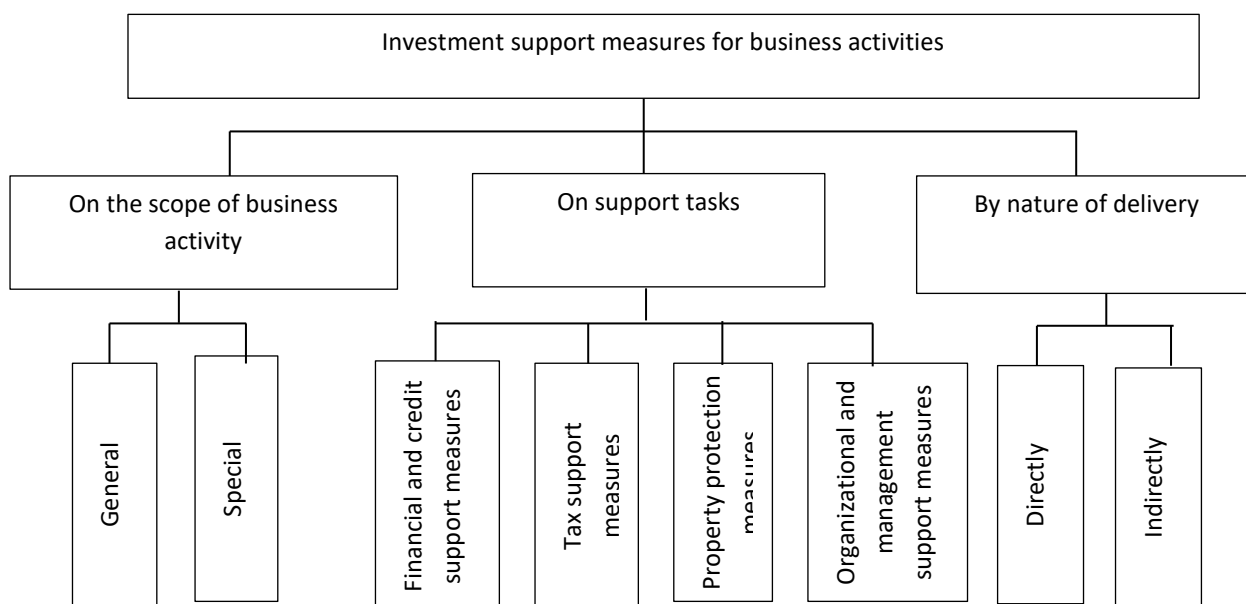 Investment support measures for business activities
On the scope of business
activity
On support tasks
By nature of delivery
General
Special
Financial and credit
support measures
Tax support
measures
Property protection
measures
Organizational and
management
support measures
Directly
Indirectly